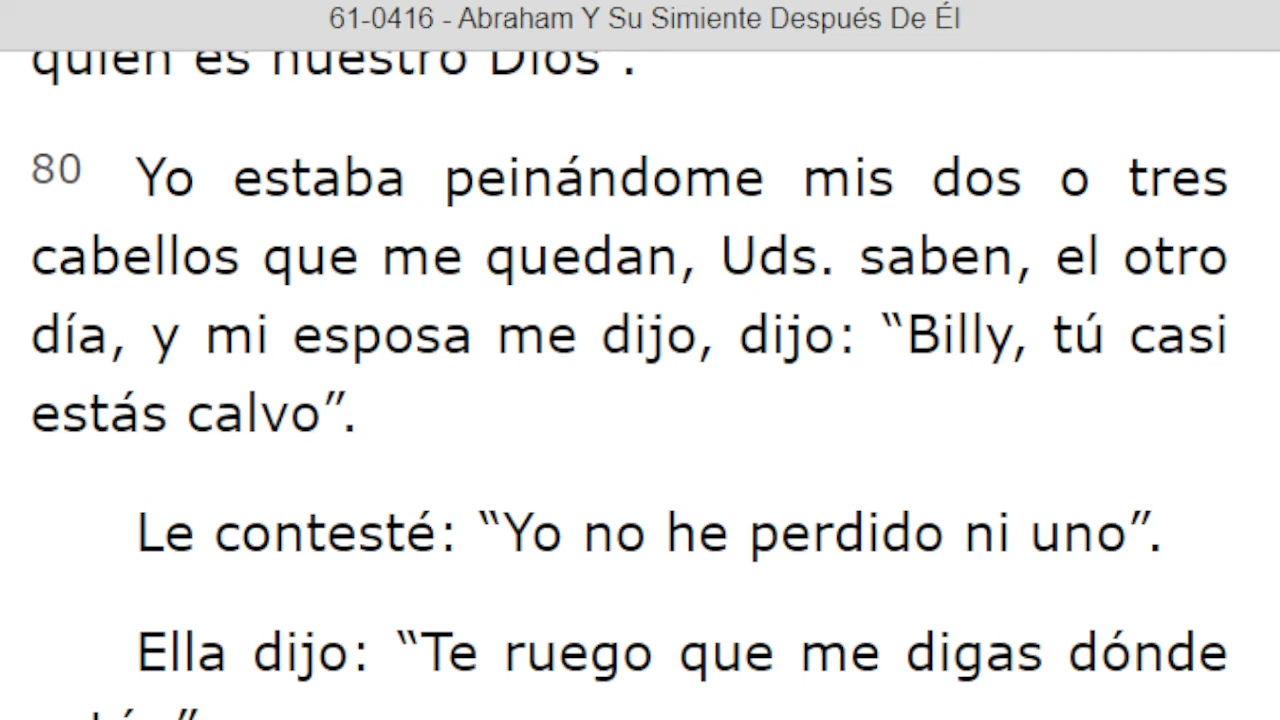 61-0416 - Abraham Y Su Simiente Después De Él
quién es nuestro Dios”.
80 Yo estaba peinándome mis dos o tres
cabellos que me quedan, Uds. saben, el otro
día, y mi esposa me dijo, dijo: “Billy, tú casi
estás calvo”.
Le contesté: “Yo no he perdido ni uno”.
Ella dijo: “Te ruego que me digas dónde